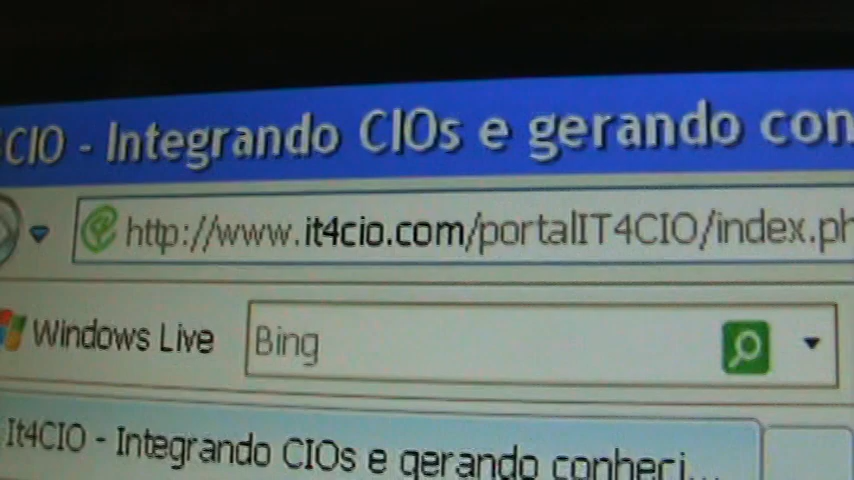 CIO - Integrando CIOs e gerando con
http://www.it4cio.com/portalIT4CIO/index.ph
Windows Live Bing
It4CIO - Integrando CIOs e gerando conheci...